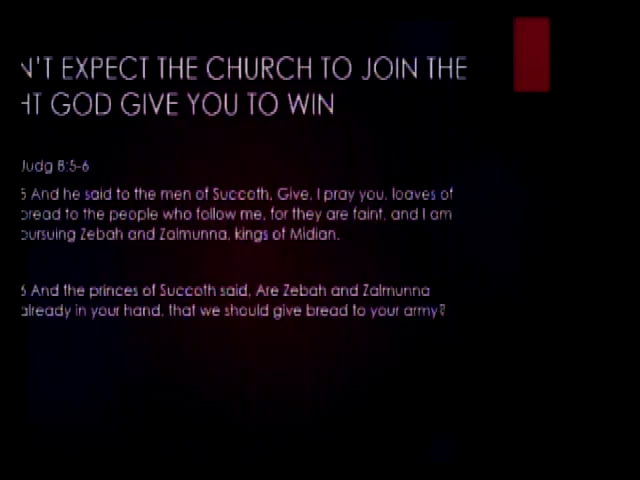 N'T EXPECT THE CHURCH TO JOIN THE
HT GOD GIVE YOU TO WIN
Judg 8:5-6
5 And he said to the men of Succoth, Give, I pray you, loaves of
bread to the people who follow me, for they are faint, and I am
pursuing Zebah and Zalmunna, kings of Midian.
6 And the princes of Succoth said, Are Zebah and Zalmunna
already in your hand, that we should give bread to your army?